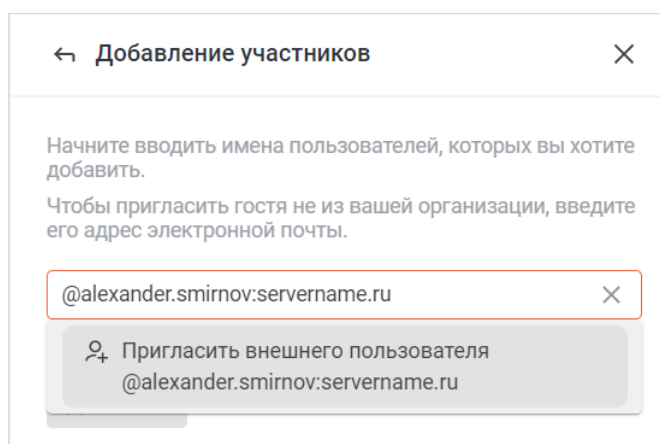 Добавление участников
Начните вводить имена пользователей, которых вы хотите
добавить.
Чтобы пригласить гостя не из вашей организации, введите
его адрес электронной почты.
@alexander.smirnov:servername.ru
Пригласить внешнего пользователя
@alexander.smirnov:servername.ru